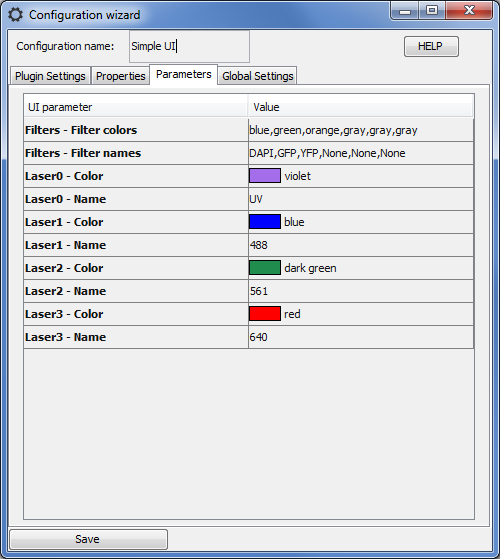 Configuration wizard
Configuration name: Simple UI HELP
Plugin Settings Properties Parameters Global Settings
UI parameter Value
Filters - Filter colors blue,green,orange,gray,gray,gray
Filters - Filter names DAPI,GFP,YFP,None,None,None
Laser0 - Color violet
Laser0 - Name UV
Laser1 - Color blue
Laser1 - Name 488
Laser2 - Color dark green
Laser2 - Name 561
Laser3 - Color red
Laser3 - Name 640
Save